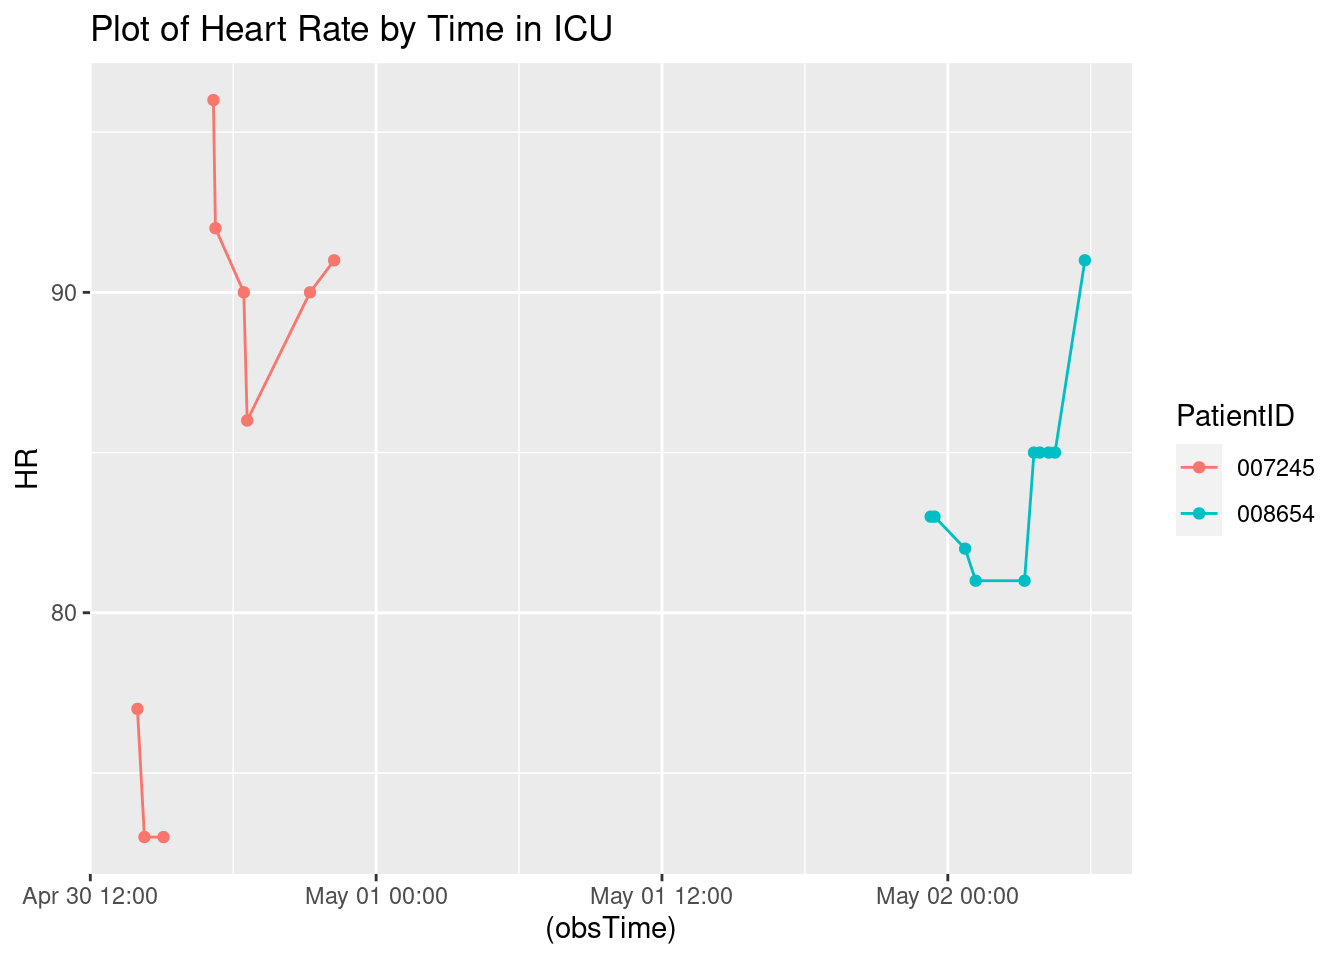 Plot of Heart Rate by Time in ICU
90
80
HR
Apr 30 12:00 May 01 00:00 May 01 12:00 May 02 00:00
(obsTime)
PatientID
007245
008654